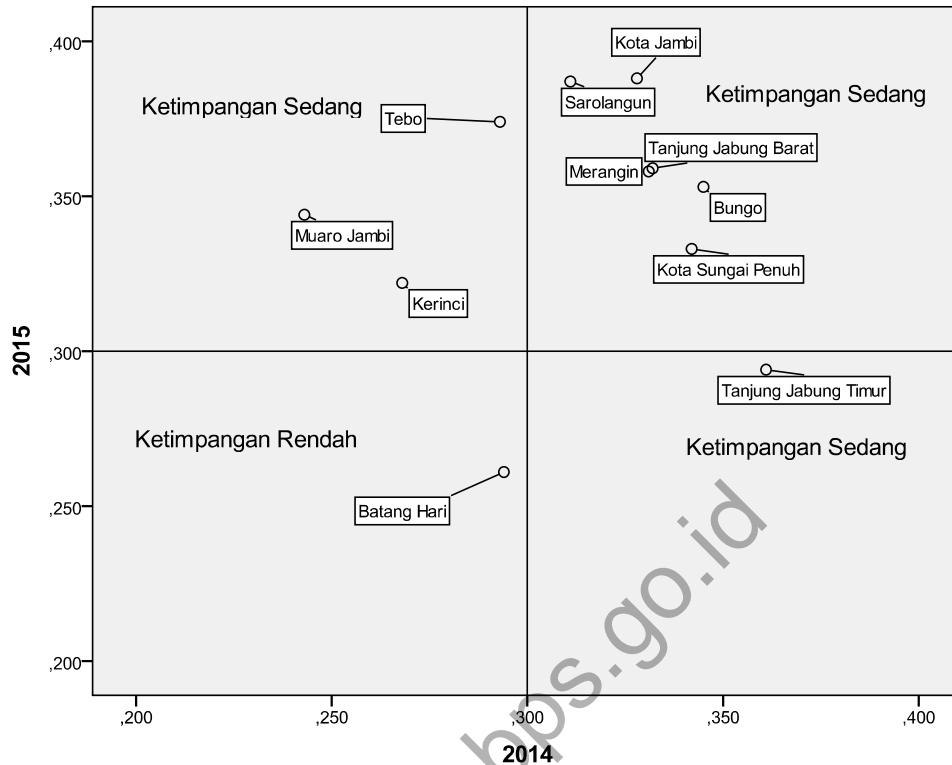 ,400
Kota Jambi
Ketimpangan Sedang
Tebo
Sarolangun
Ketimpangan Sedang
Tanjung Jabung Barat
Merangin
,350
Bungo
Muaro Jambi
Kota Sungai Penuh
Kerinci
2015
,300
Tanjung Jabung Timur
Ketimpangan Rendah
Ketimpangan Sedang
Batang Hari
,250
,200
,200
,250
,300
,350
,400
2014
bps.go.id